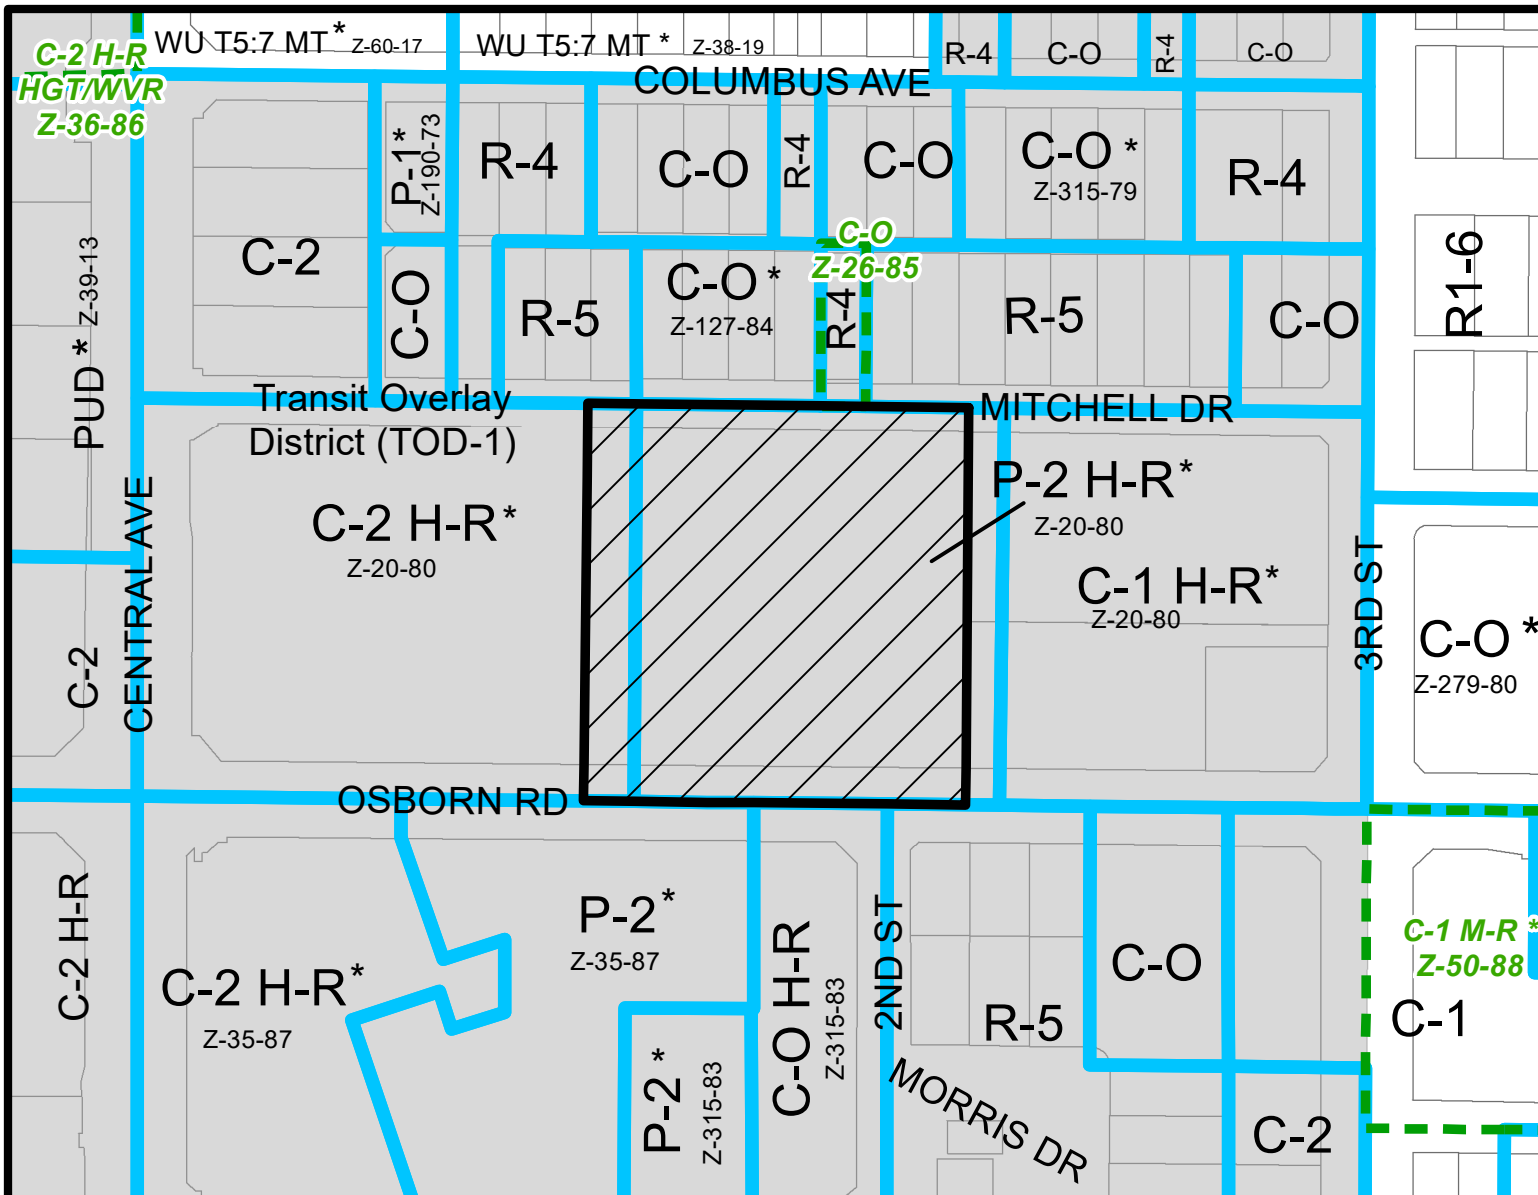 C-2 H-R
HGT/WVR
Z-36-86
WU T5:7 MT * Z-60-17
WU T5:7 MT * Z-38-19
R-4
C-O
R-4
C-O
COLUMBUS AVE
P-1 *
Z-190-73
R-4
C-O
R-4
C-O
C-O *
Z-315-79
R-4
PUD * Z-39-13
C-2
C-O
R-5
C-O *
Z-127-84
C-O
Z-26-85
R-4
R-5
C-O
R1-6
Transit Overlay
District (TOD-1)
MITCHELL DR
CENTRAL AVE
C-2 H-R *
Z-20-80
P-2 H-R *
Z-20-80
C-1 H-R *
Z-20-80
3RD ST
C-2
C-O *
Z-279-80
OSBORN RD
C-2 H-R
C-2 H-R *
Z-35-87
P-2 *
Z-35-87
P-2 *
Z-315-83
C-O H-R
Z-315-83
2ND ST
R-5
C-O
MORRIS DR
C-2
C-1 M-R *
Z-50-88
C-1